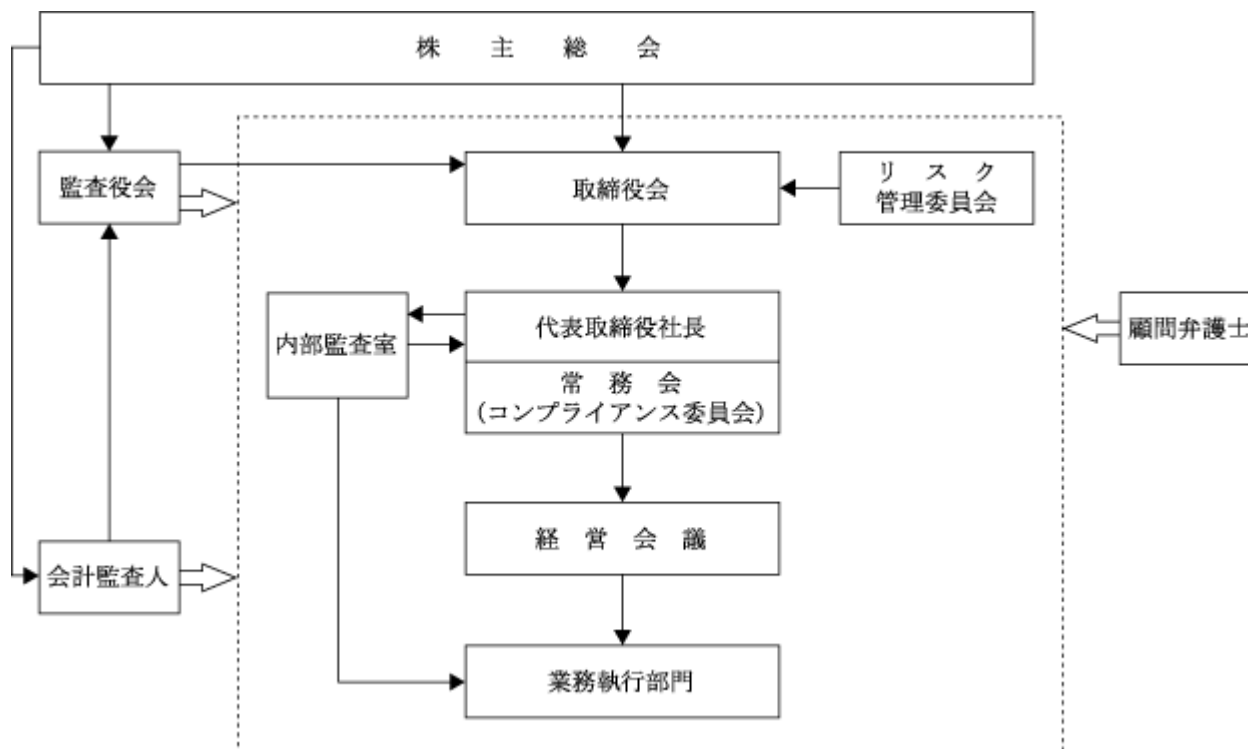 株主総会
監査役会
取締役会
リスク
管理委員会
内部監査室
代表取締役社長
常務会
(コンプライアンス委員会)
顧問弁護士
経営会議
会計監査人
業務執行部門